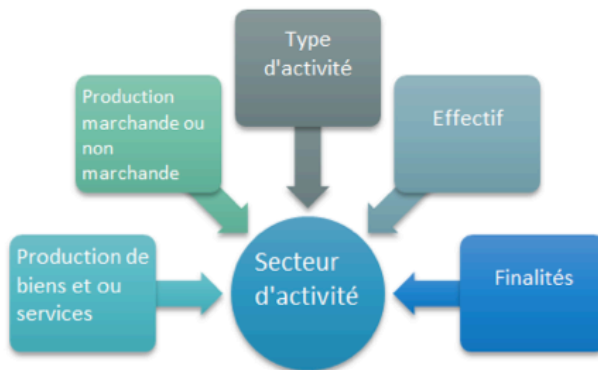 Type
d'activité
Production
marchande ou
non
marchande
Effectif
Production de
biens et ou
services
Secteur
d'activité
Finalités